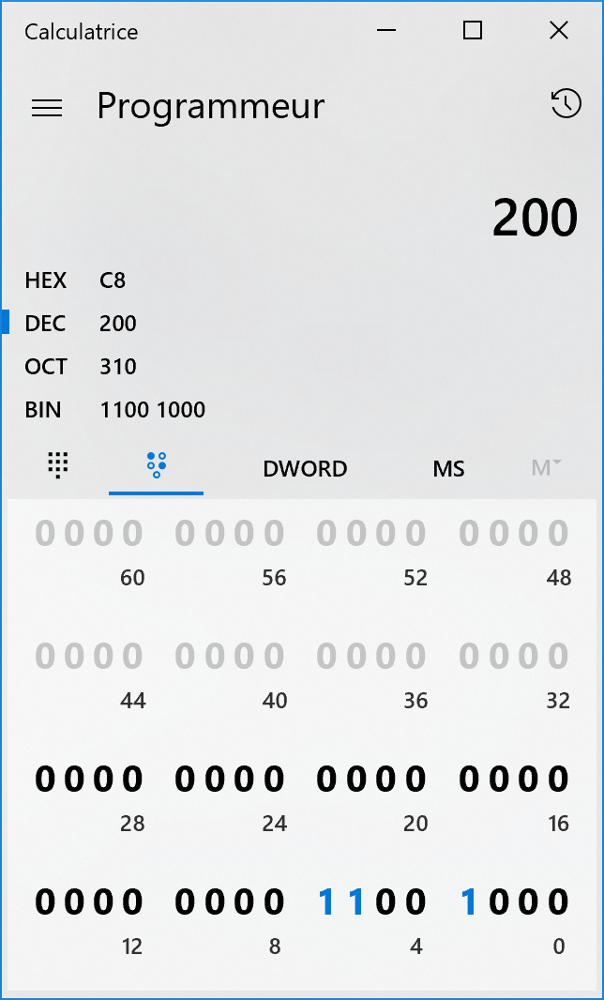 Calculatrice
Programmeur
200
HEX C8
DEC 200
OCT 310
BIN 1100 1000
DWORD MS M
0000 0000 0000 0000
60 56 52 48
0000 0000 0000 0000
44 40 36 32
0000 0000 0000 0000
28 24 20 16
0000 0000 1100 1000
12 8 4 0